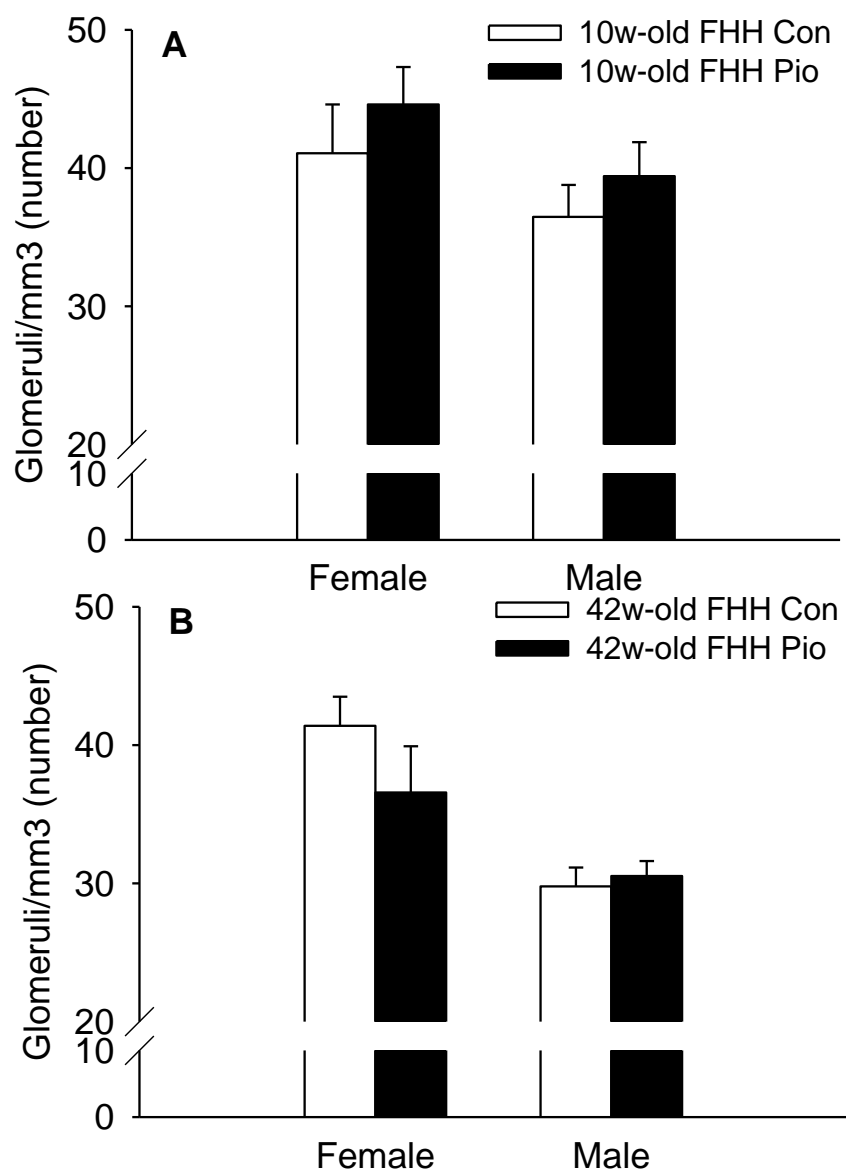 A
10w-old FHH Con
10w-old FHH Pio
Glomeruli/mm3 (number)
50
40
30
20
10
0
Female Male
B
42w-old FHH Con
42w-old FHH Pio
Glomeruli/mm3 (number)
50
40
30
20
10
0
Female Male